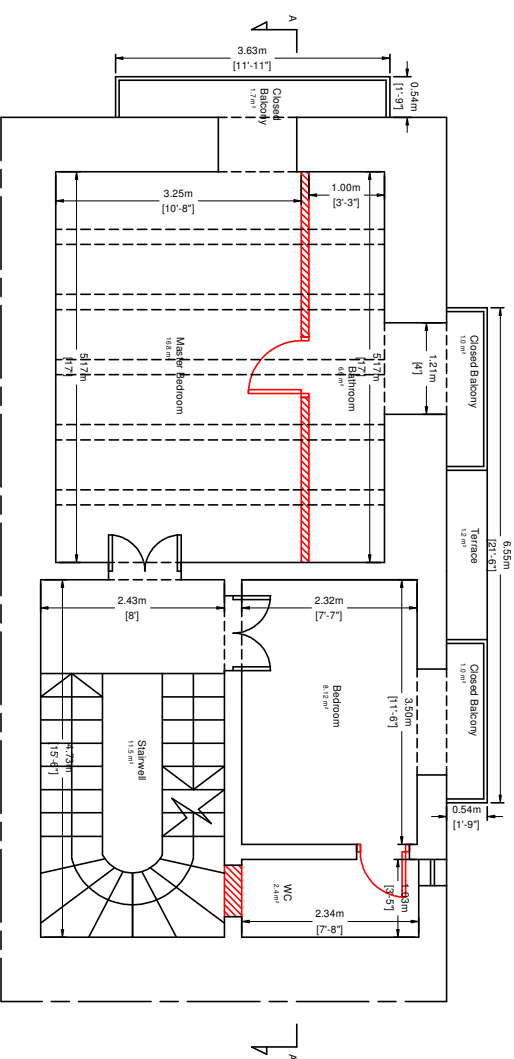 A
3.63m
[11'-11"]
0.54m
[1'-9"]
Closed
Balcony
1.7 m²
3.25m
[10'-8"]
1.00m
[3'-3"]
Master Bedroom
16.8 m²
5.17m
[17']
Bathroom
5.17m
[17']
1.21m
[4']
Closed Balcony
1.0 m²
Terrace
1.2 m²
6.55m
[21'-6"]
Closed Balcony
1.0 m²
0.54m
[1'-9"]
2.43m
[8']
2.32m
[7'-7"]
Bedroom
8.12 m²
3.50m
[11'-6"]
Stairwell
11.5 m²
4.73m
[15'-6"]
WC
2.4 m²
1.03m
[3'-5"]
2.34m
[7'-8"]
A